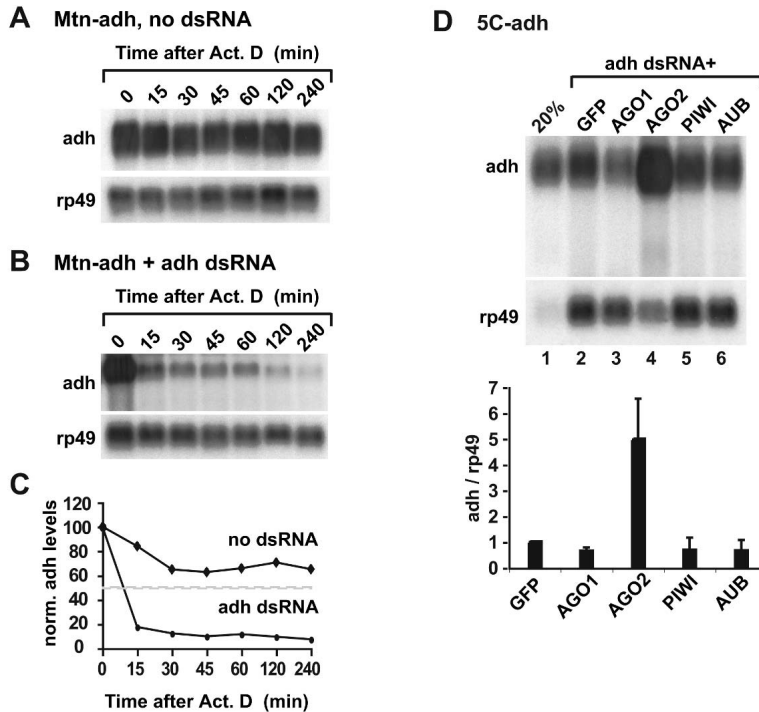 A Mtn-adh, no dsRNA
Time after Act. D (min)
0 15 30 45 60 120 240
adh
rp49
B Mtn-adh + adh dsRNA
Time after Act. D (min)
0 15 30 45 60 120 240
adh
rp49
C
norm. adh levels
120
100
80
60
40
20
0
no dsRNA
adh dsRNA
0 15 30 45 60 120 240
Time after Act. D (min)
D 5C-adh
adh dsRNA+
20% GFP AGO1 AGO2 PIWI AUB
adh
rp49
1 2 3 4 5 6
adh / rp49
7
6
5
4
3
2
1
0
GFP AGO1 AGO2 PIWI AUB